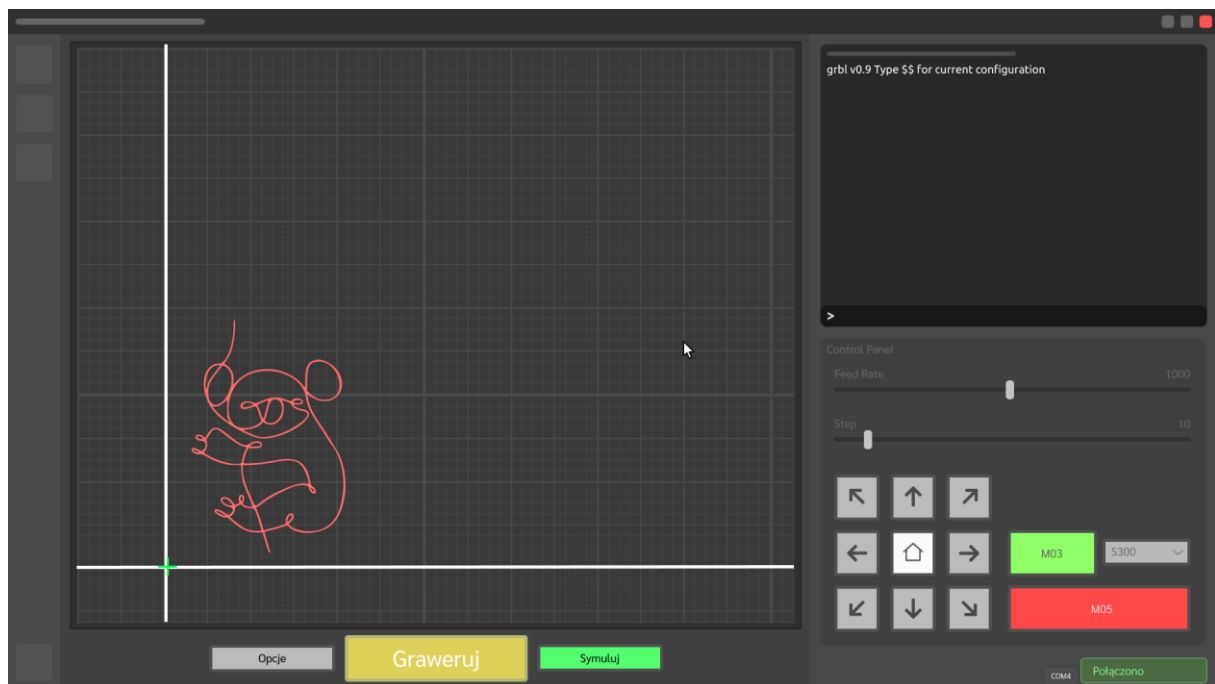 grbl v0.9 Type $$ for current configuration
>
Control Panel
Feed Rate 1000
Step 10
M03 S300
M05
Opcje Graweruj Symuluj
COM4 Połączono